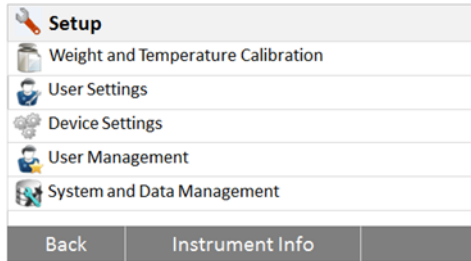 Setup
Weight and Temperature Calibration
User Settings
Device Settings
User Management
System and Data Management
Back Instrument Info